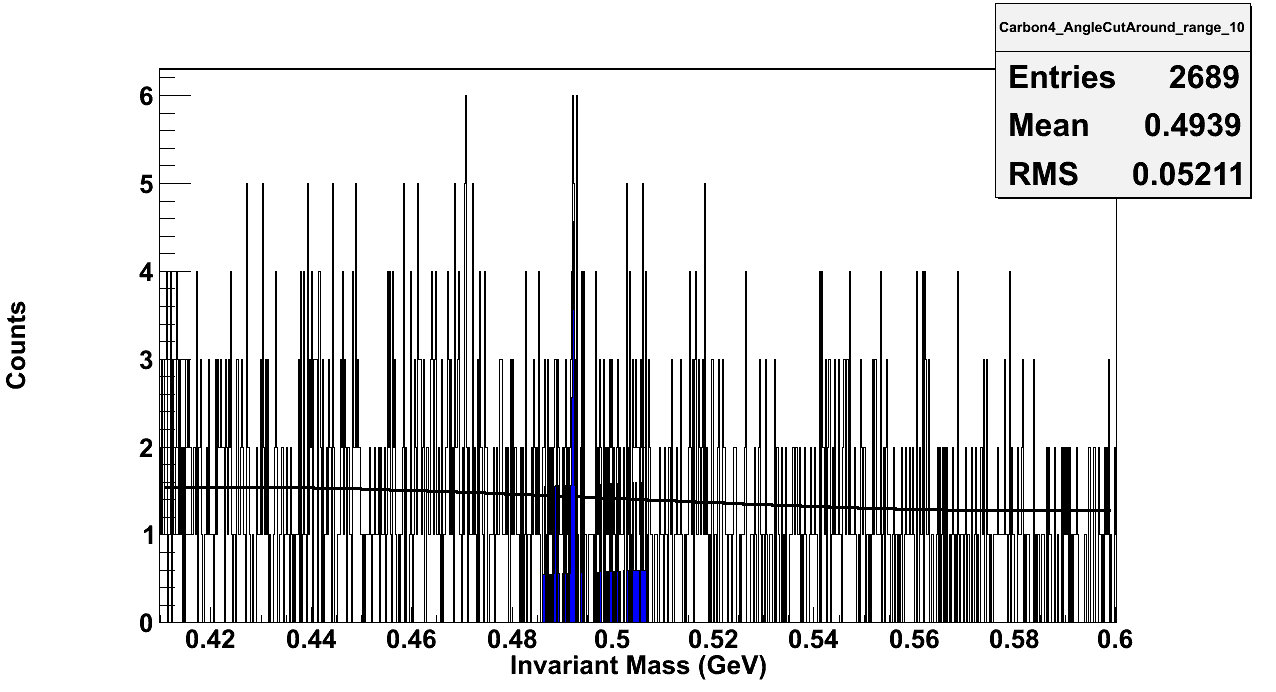 Carbon4_AngleCutAround_range_10
Entries 2689
Mean 0.4939
RMS 0.05211
6
5
4
3
2
1
0
Counts
0.42 0.44 0.46 0.48 0.5 0.52 0.54 0.56 0.58 0.6
Invariant Mass (GeV)